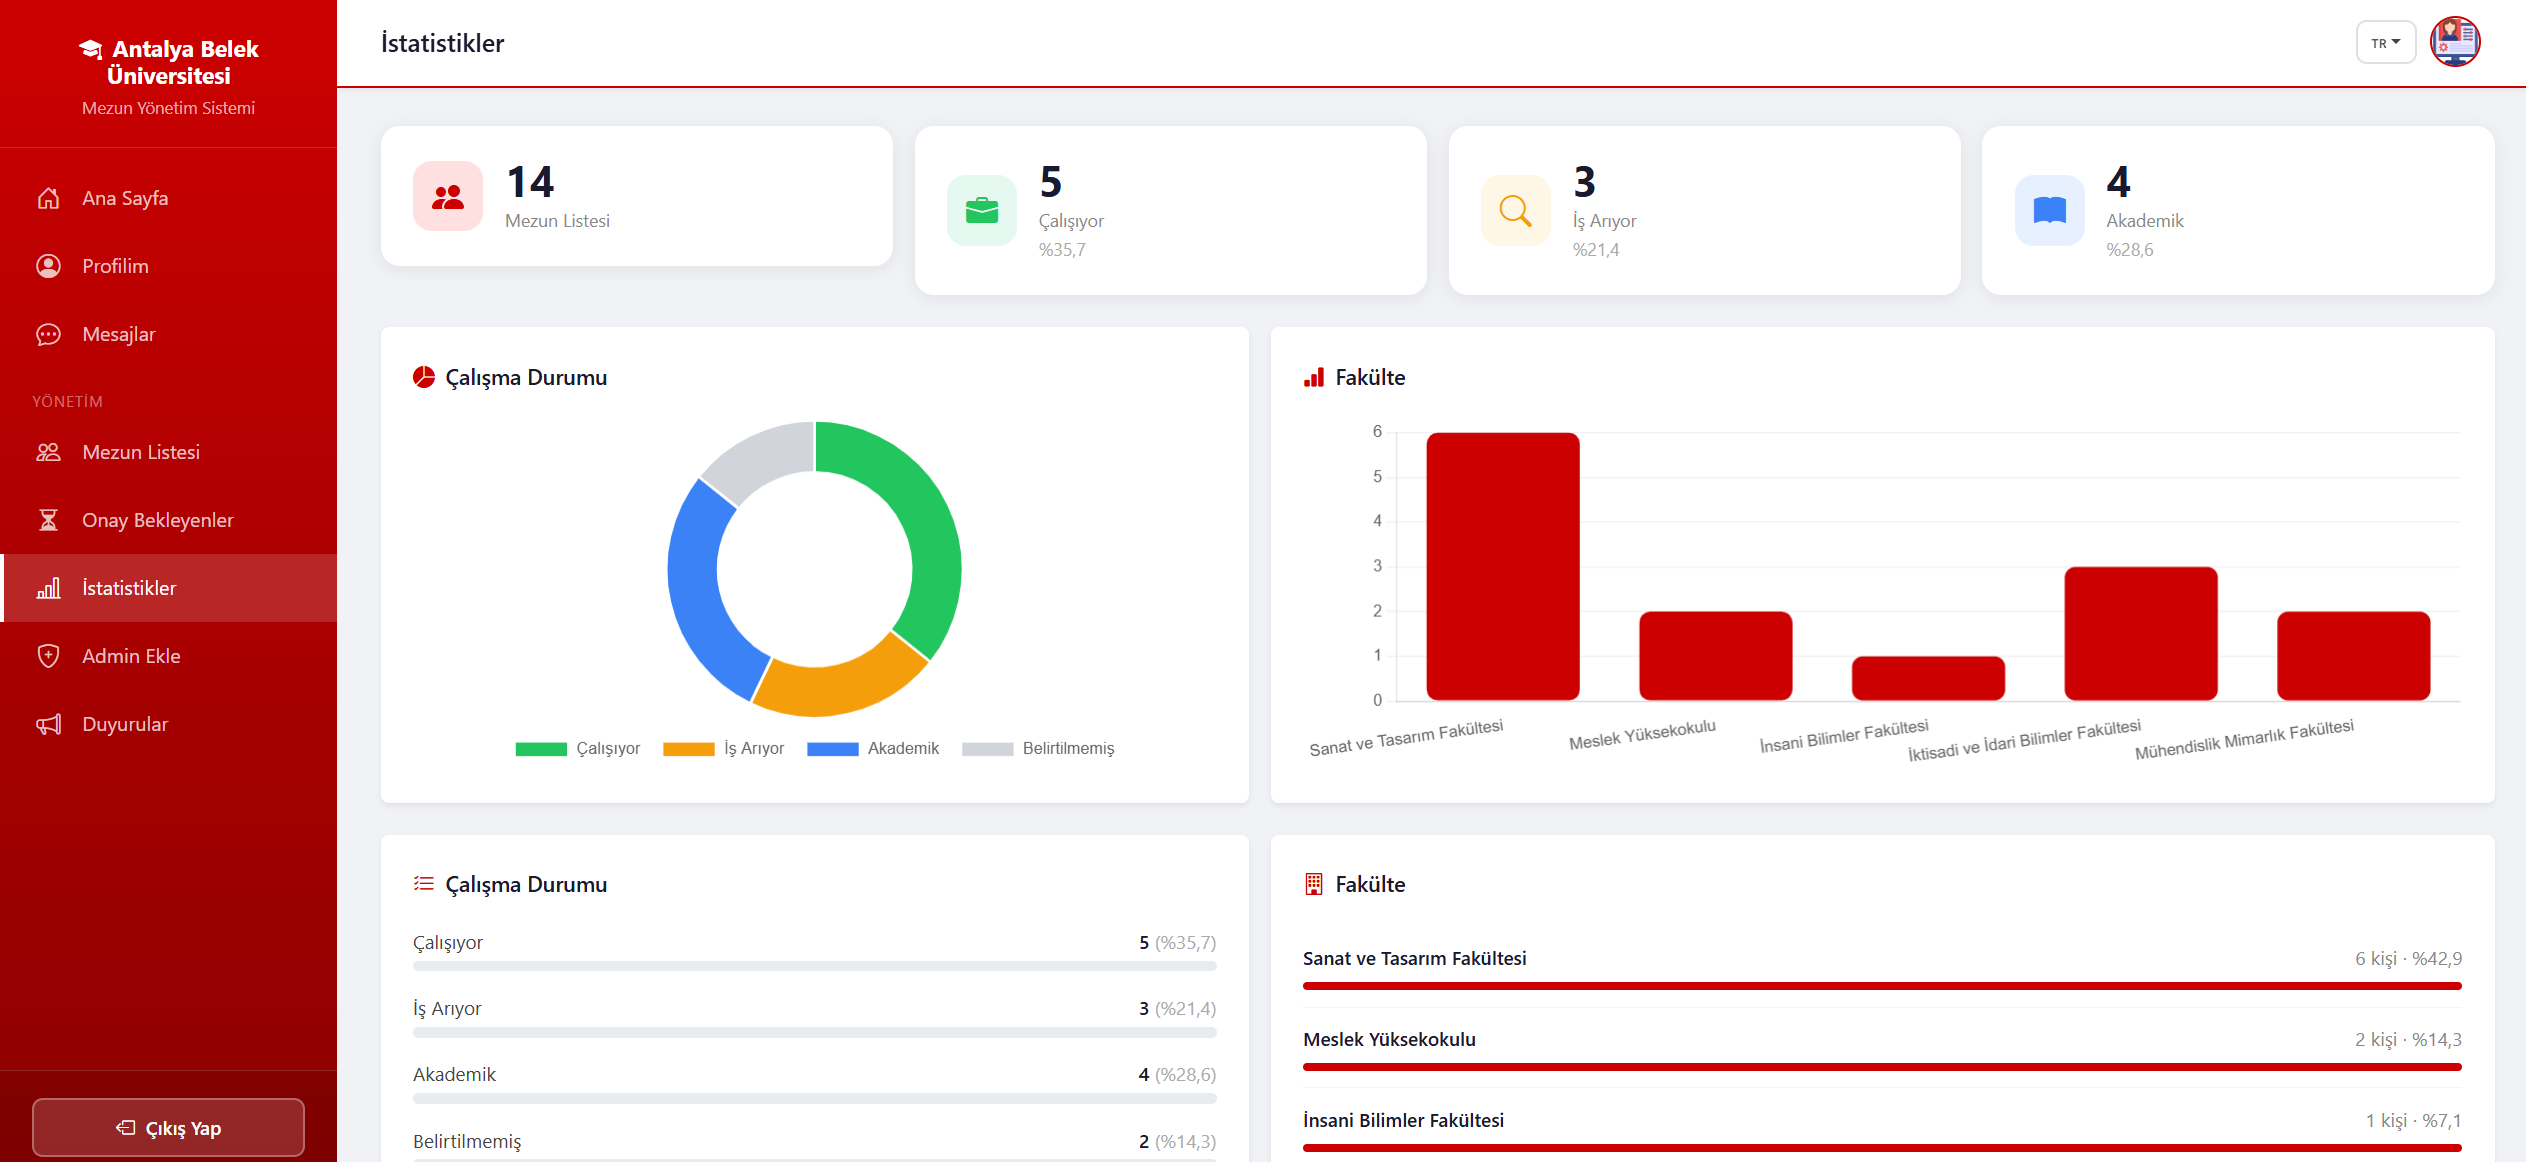 Antalya Belek
Üniversitesi
Mezun Yönetim Sistemi
Ana Sayfa
Profilim
Mesajlar
YÖNETİM
Mezun Listesi
Onay Bekleyenler
İstatistikler
Admin Ekle
Duyurular
Çıkış Yap
İstatistikler
TR
14
Mezun Listesi
5
Çalışıyor
%35,7
3
İş Arıyor
%21,4
4
Akademik
%28,6
Çalışma Durumu
Çalışıyor İş Arıyor Akademik Belirtilmemiş
Fakülte
6
5
4
3
2
1
0
Sanat ve Tasarım Fakültesi
Meslek Yüksekokulu
İnsani Bilimler Fakültesi
İktisadi ve İdari Bilimler Fakültesi
Mühendislik Mimarlık Fakültesi
Çalışma Durumu
Çalışıyor 5 (%35,7)
İş Arıyor 3 (%21,4)
Akademik 4 (%28,6)
Belirtilmemiş 2 (%14,3)
Fakülte
Sanat ve Tasarım Fakültesi 6 kişi · %42,9
Meslek Yüksekokulu 2 kişi · %14,3
İnsani Bilimler Fakültesi 1 kişi · %7,1